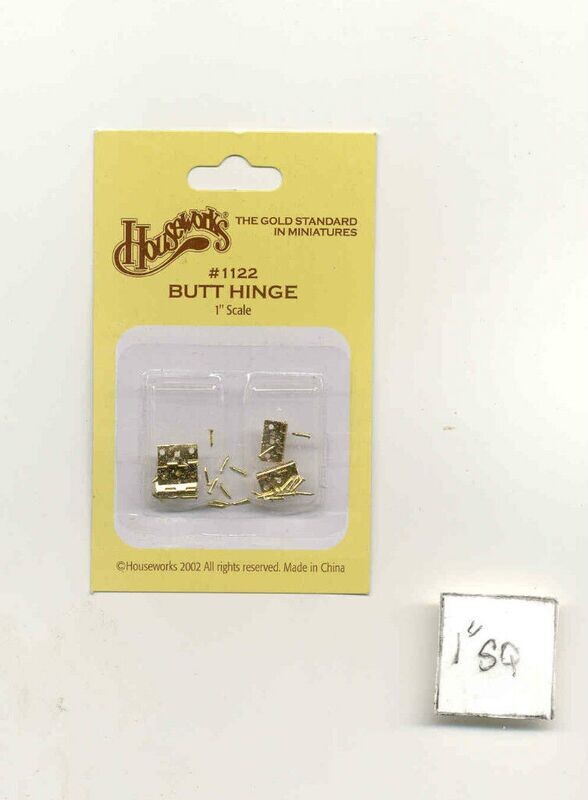 Houseworks®
THE GOLD STANDARD
IN MINIATURES
#1122
BUTT HINGE
1" Scale
©Houseworks 2002 All rights reserved. Made in China
1" SQ